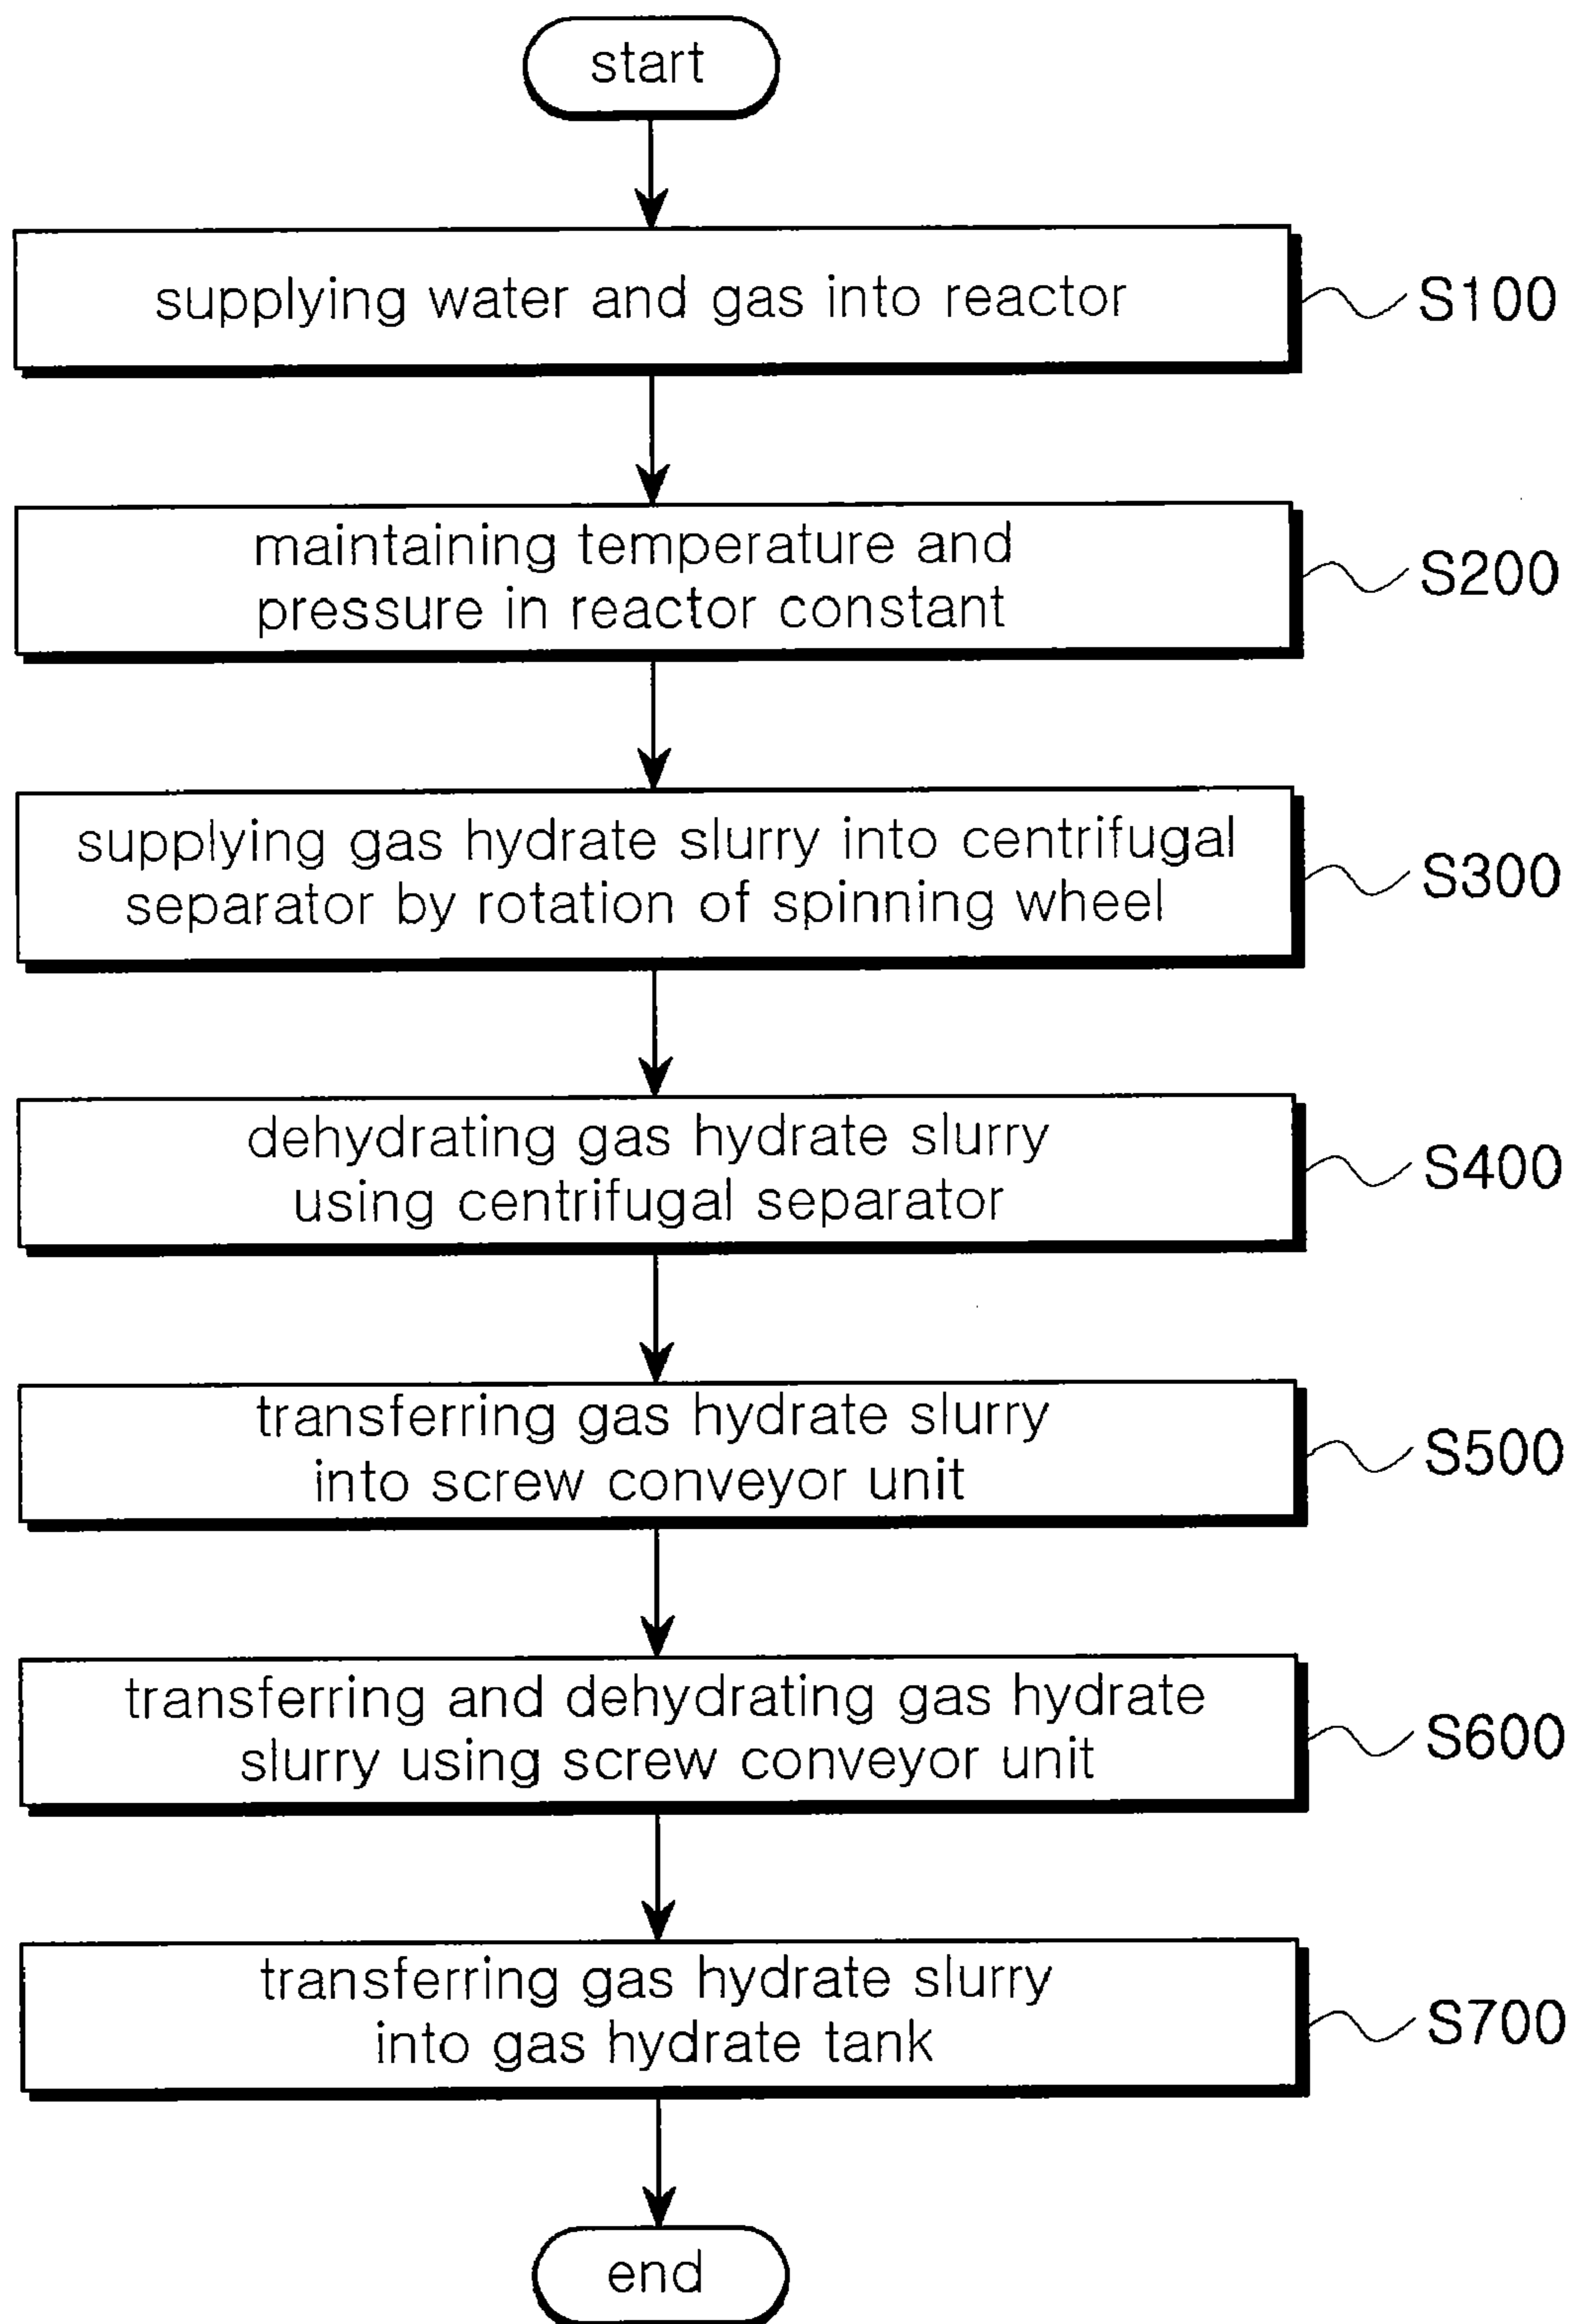 start
supplying water and gas into reactor
S100
maintaining temperature and
pressure in reactor constant
S200
supplying gas hydrate slurry into centrifugal
separator by rotation of spinning wheel
S300
dehydrating gas hydrate slurry
using centrifugal separator
S400
transferring gas hydrate slurry
into screw conveyor unit
S500
transferring and dehydrating gas hydrate
slurry using screw conveyor unit
S600
transferring gas hydrate slurry
into gas hydrate tank
S700
end